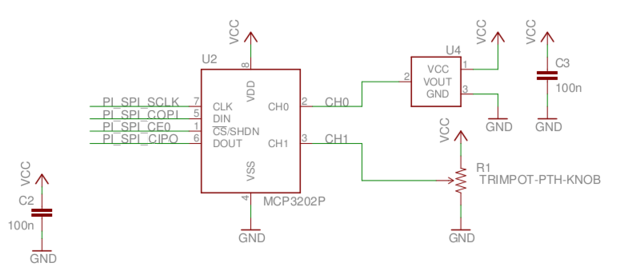 VCC
U2
8
VDD
PI_SPI_SCLK 7 CLK
PI_SPI_COPI 5 DIN
PI_SPI_CE0 1 CS/SHDN
PI_SPI_CIPO 6 DOUT
CH0 2 CH0
CH1 3 CH1
VSS
4
MCP3202P
GND
VCC
U4
VCC 1
2 VOUT
GND 3
GND
VCC
C3
100n
GND
VCC
R1
TRIMPOT-PTH-KNOB
GND
VCC
C2
100n
GND